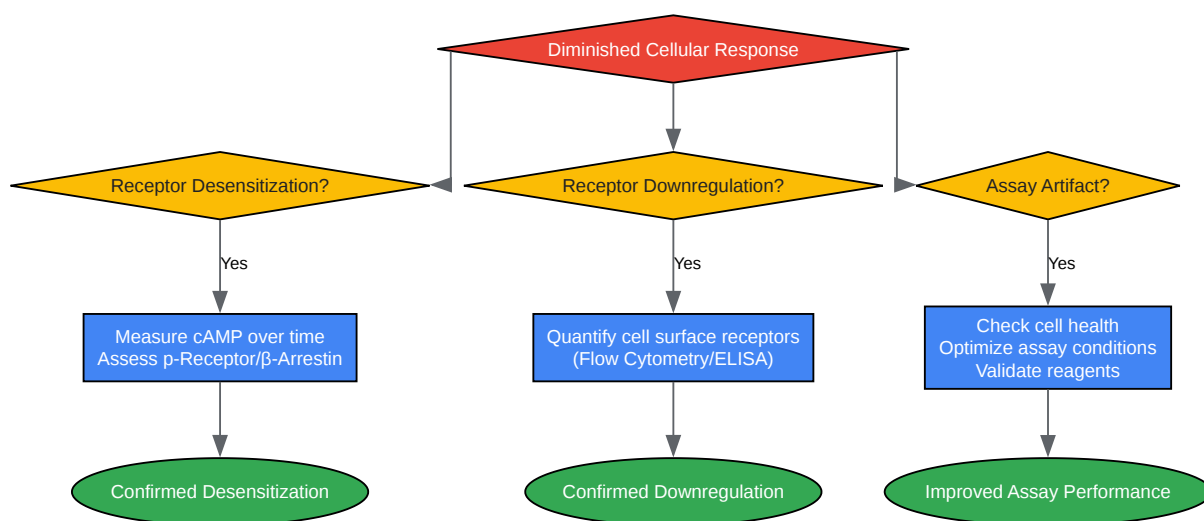 Diminished Cellular Response
Receptor Desensitization?
Receptor Downregulation?
Assay Artifact?
Yes
Yes
Yes
Measure cAMP over time
Assess p-Receptor/β-Arrestin
Quantify cell surface receptors
(Flow Cytometry/ELISA)
Check cell health
Optimize assay conditions
Validate reagents
Confirmed Desensitization
Confirmed Downregulation
Improved Assay Performance